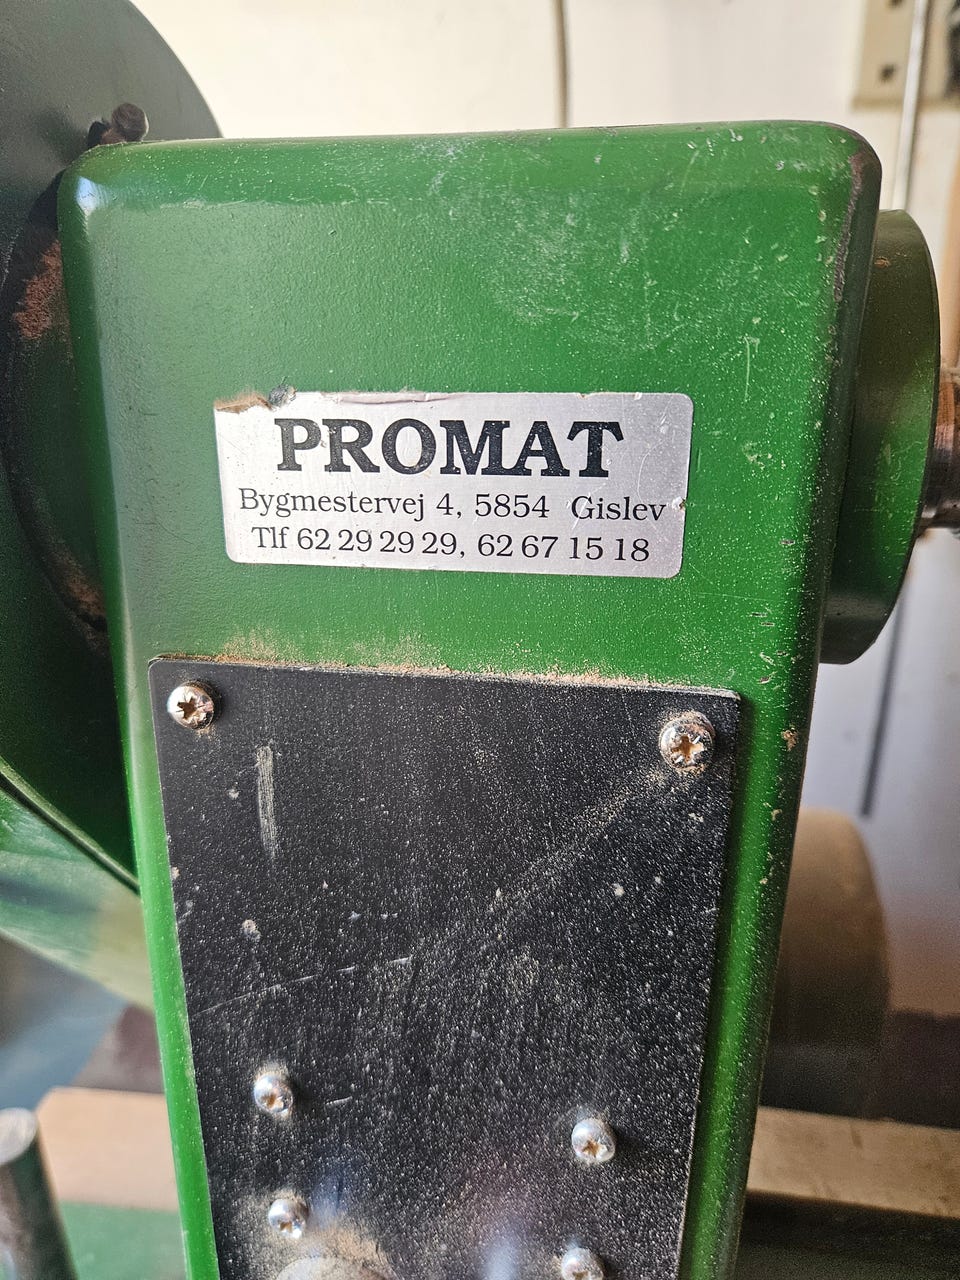 PROMAT
Bygmestervej 4, 5854 Gislev
Tlf 62 29 29 29, 62 67 15 18